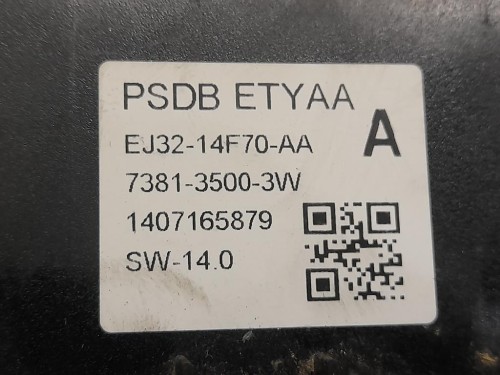 PSDB ETYAA
A
EJ32-14F70-AA
7381-3500-3W
1407165879
SW-14.0